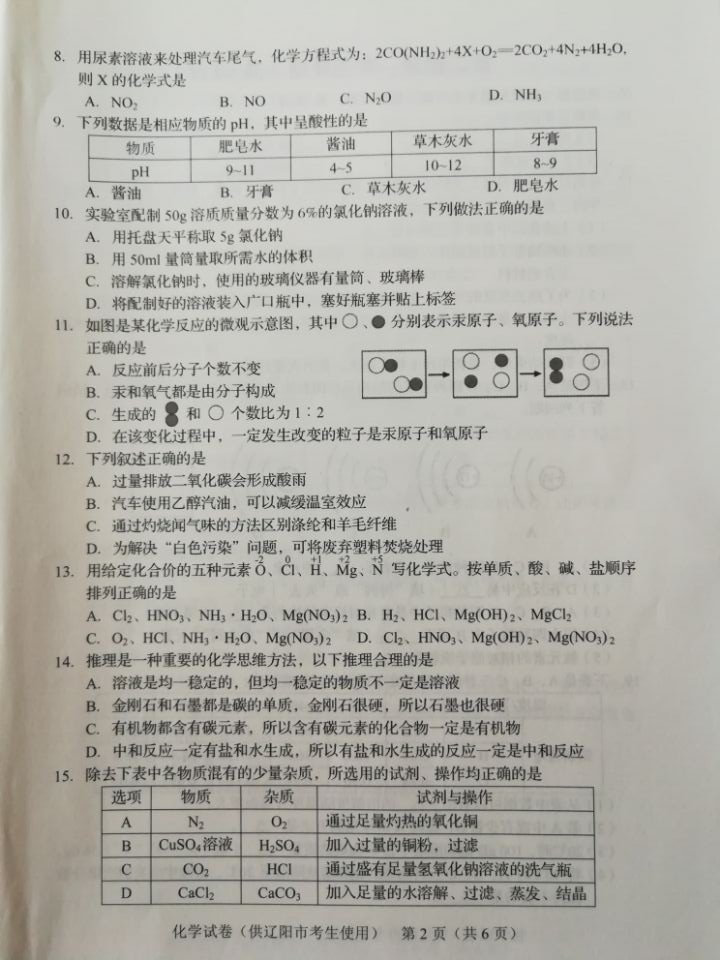 8. 用尿素溶液来处理汽车尾气，化学方程式为：2CO(NH₂)₂+4X+O₂══2CO₂+4N₂+4H₂O,
则 X 的化学式是
A. NO₂ B. NO C. N₂O D. NH₃
9. 下列数据是相应物质的 pH，其中呈酸性的是
物质 肥皂水 酱油 草木灰水 牙膏
pH 9~11 4~5 10~12 8~9
A. 酱油 B. 牙膏 C. 草木灰水 D. 肥皂水
10. 实验室配制 50g 溶质质量分数为 6%的氯化钠溶液，下列做法正确的是
A. 用托盘天平称取 5g 氯化钠
B. 用 50ml 量筒量取所需水的体积
C. 溶解氯化钠时，使用的玻璃仪器有量筒、玻璃棒
D. 将配制好的溶液装入广口瓶中，塞好瓶塞并贴上标签
11. 如图是某化学反应的微观示意图，其中○、● 分别表示汞原子、氧原子。下列说法
正确的是
A. 反应前后分子个数不变
B. 汞和氧气都是由分子构成
C. 生成的 和 ○ 个数比为 1∶2
D. 在该变化过程中，一定发生改变的粒子是汞原子和氧原子
12. 下列叙述正确的是
A. 过量排放二氧化碳会形成酸雨
B. 汽车使用乙醇汽油，可以减缓温室效应
C. 通过灼烧闻气味的方法区别涤纶和羊毛纤维
D. 为解决“白色污染”问题，可将废弃塑料焚烧处理
-2 0 +1 +2 +5
13. 用给定化合价的五种元素 O、Cl、H、Mg、N 写化学式。按单质、酸、碱、盐顺序
排列正确的是
A. Cl₂、HNO₃、NH₃・H₂O、Mg(NO₃)₂ B. H₂、HCl、Mg(OH)₂、MgCl₂
C. O₂、HCl、NH₃・H₂O、Mg(NO₃)₂ D. Cl₂、HNO₃、Mg(OH)₂、Mg(NO₃)₂
14. 推理是一种重要的化学思维方法，以下推理合理的是
A. 溶液是均一稳定的，但均一稳定的物质不一定是溶液
B. 金刚石和石墨都是碳的单质，金刚石很硬，所以石墨也很硬
C. 有机物都含有碳元素，所以含有碳元素的化合物一定是有机物
D. 中和反应一定有盐和水生成，所以有盐和水生成的反应一定是中和反应
15. 除去下表中各物质混有的少量杂质，所选用的试剂、操作均正确的是
选项 物质 杂质 试剂与操作
A N₂ O₂ 通过足量灼热的氧化铜
B CuSO₄溶液 H₂SO₄ 加入过量的铜粉，过滤
C CO₂ HCl 通过盛有足量氢氧化钠溶液的洗气瓶
D CaCl₂ CaCO₃ 加入足量的水溶解、过滤、蒸发、结晶
化学试卷（供辽阳市考生使用） 第 2 页（共 6 页）